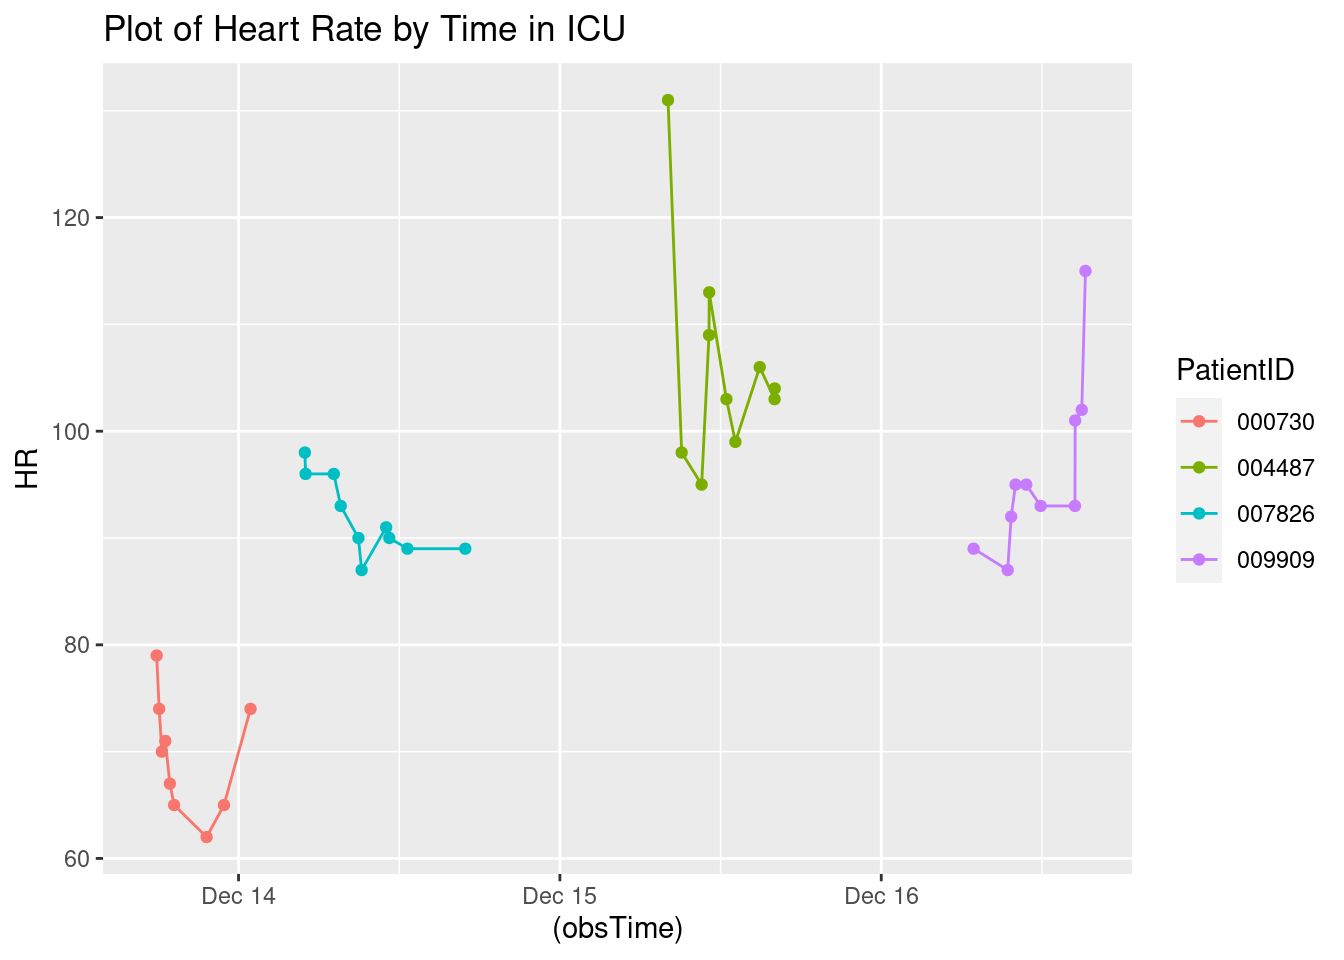 Plot of Heart Rate by Time in ICU
120
100
80
60
HR
Dec 14
Dec 15
Dec 16
(obsTime)
PatientID
000730
004487
007826
009909